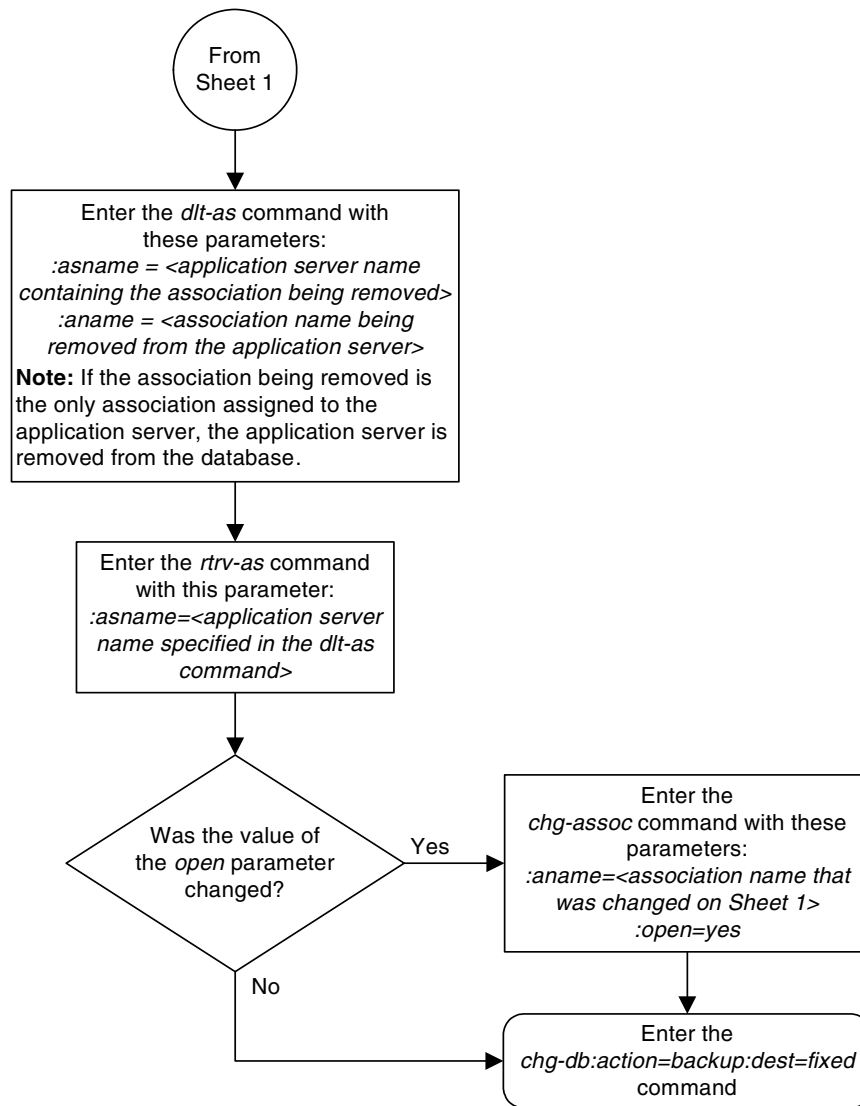 From
Sheet 1
Enter the dlt-as command with
these parameters:
:asname = <application server name
containing the association being removed>
:aname = <association name being
removed from the application server>
Note: If the association being removed is
the only association assigned to the
application server, the application server is
removed from the database.
Enter the rtrv-as command
with this parameter:
:asname=<application server
name specified in the dlt-as
command>
Was the value of
the open parameter
changed?
Yes
Enter the
chg-assoc command with these
parameters:
:aname=<association name that
was changed on Sheet 1>
:open=yes
No
Enter the
chg-db:action=backup:dest=fixed
command